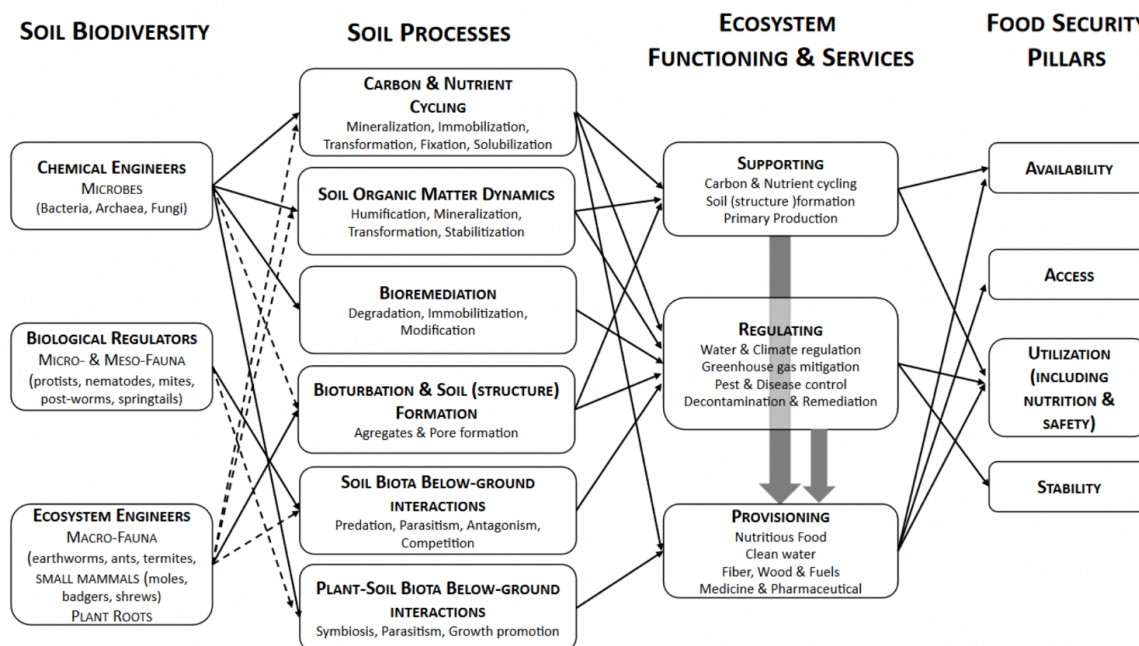 SOIL BIODIVERSITY
SOIL PROCESSES
ECOSYSTEM
FUNCTIONING & SERVICES
FOOD SECURITY
PILLARS
CHEMICAL ENGINEERS
MICROBES
(Bacteria, Archaea, Fungi)
BIOLOGICAL REGULATORS
MICRO- & MESO-FAUNA
(protists, nematodes, mites,
post-worms, springtails)
ECOSYSTEM ENGINEERS
MACRO-FAUNA
(earthworms, ants, termites,
SMALL MAMMALS (moles,
badgers, shrews)
PLANT ROOTS
CARBON & NUTRIENT
CYCLING
Mineralization, Immobilization,
Transformation, Fixation, Solubilization
SOIL ORGANIC MATTER DYNAMICS
Humification, Mineralization,
Transformation, Stabilitization
BIOREMEDIATION
Degradation, Immobilitization,
Modification
BIOTURBATION & SOIL (STRUCTURE)
FORMATION
Agregates & Pore formation
SOIL BIOTA BELOW-GROUND
INTERACTIONS
Predation, Parasitism, Antagonism,
Competition
PLANT-SOIL BIOTA BELOW-GROUND
INTERACTIONS
Symbiosis, Parasitism, Growth promotion
SUPPORTING
Carbon & Nutrient cycling
Soil (structure )formation
Primary Production
REGULATING
Water & Climate regulation
Greenhouse gas mitigation
Pest & Disease control
Decontamination & Remediation
PROVISIONING
Nutritious Food
Clean water
Fiber, Wood & Fuels
Medicine & Pharmaceutical
AVAILABILITY
ACCESS
UTILIZATION
(INCLUDING
NUTRITION &
SAFETY)
STABILITY